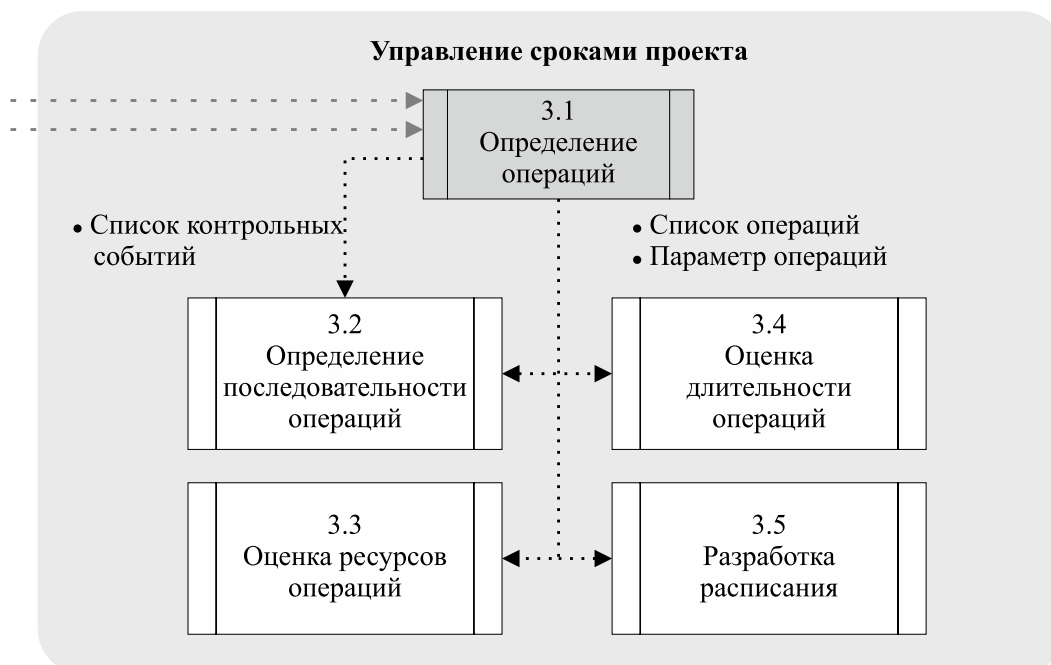 Управление сроками проекта
3.1
Определение
операций
• Список контрольных
событий
• Список операций
• Параметр операций
3.2
Определение
последовательности
операций
3.4
Оценка
длительности
операций
3.3
Оценка ресурсов
операций
3.5
Разработка
расписания